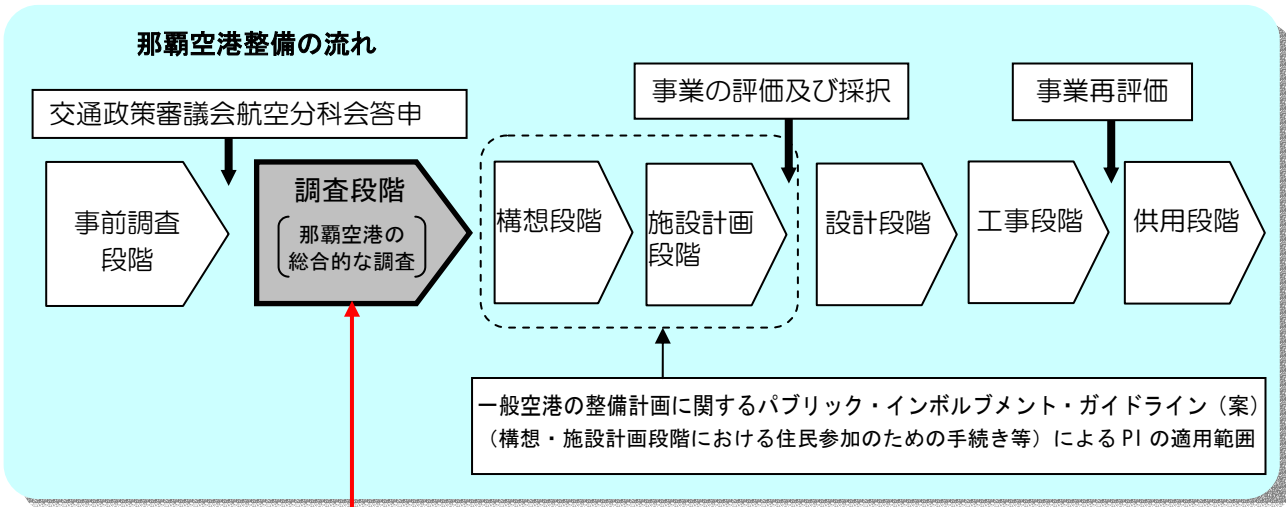 那覇空港整備の流れ
交通政策審議会航空分科会答申
事業の評価及び採択
事業再評価
事前調査
段階
調査段階
那覇空港の
総合的な調査
構想段階
施設計画
段階
設計段階
工事段階
供用段階
一般空港の整備計画に関するパブリック・インボルブメント・ガイドライン（案）
（構想・施設計画段階における住民参加のための手続き等）によるPIの適用範囲